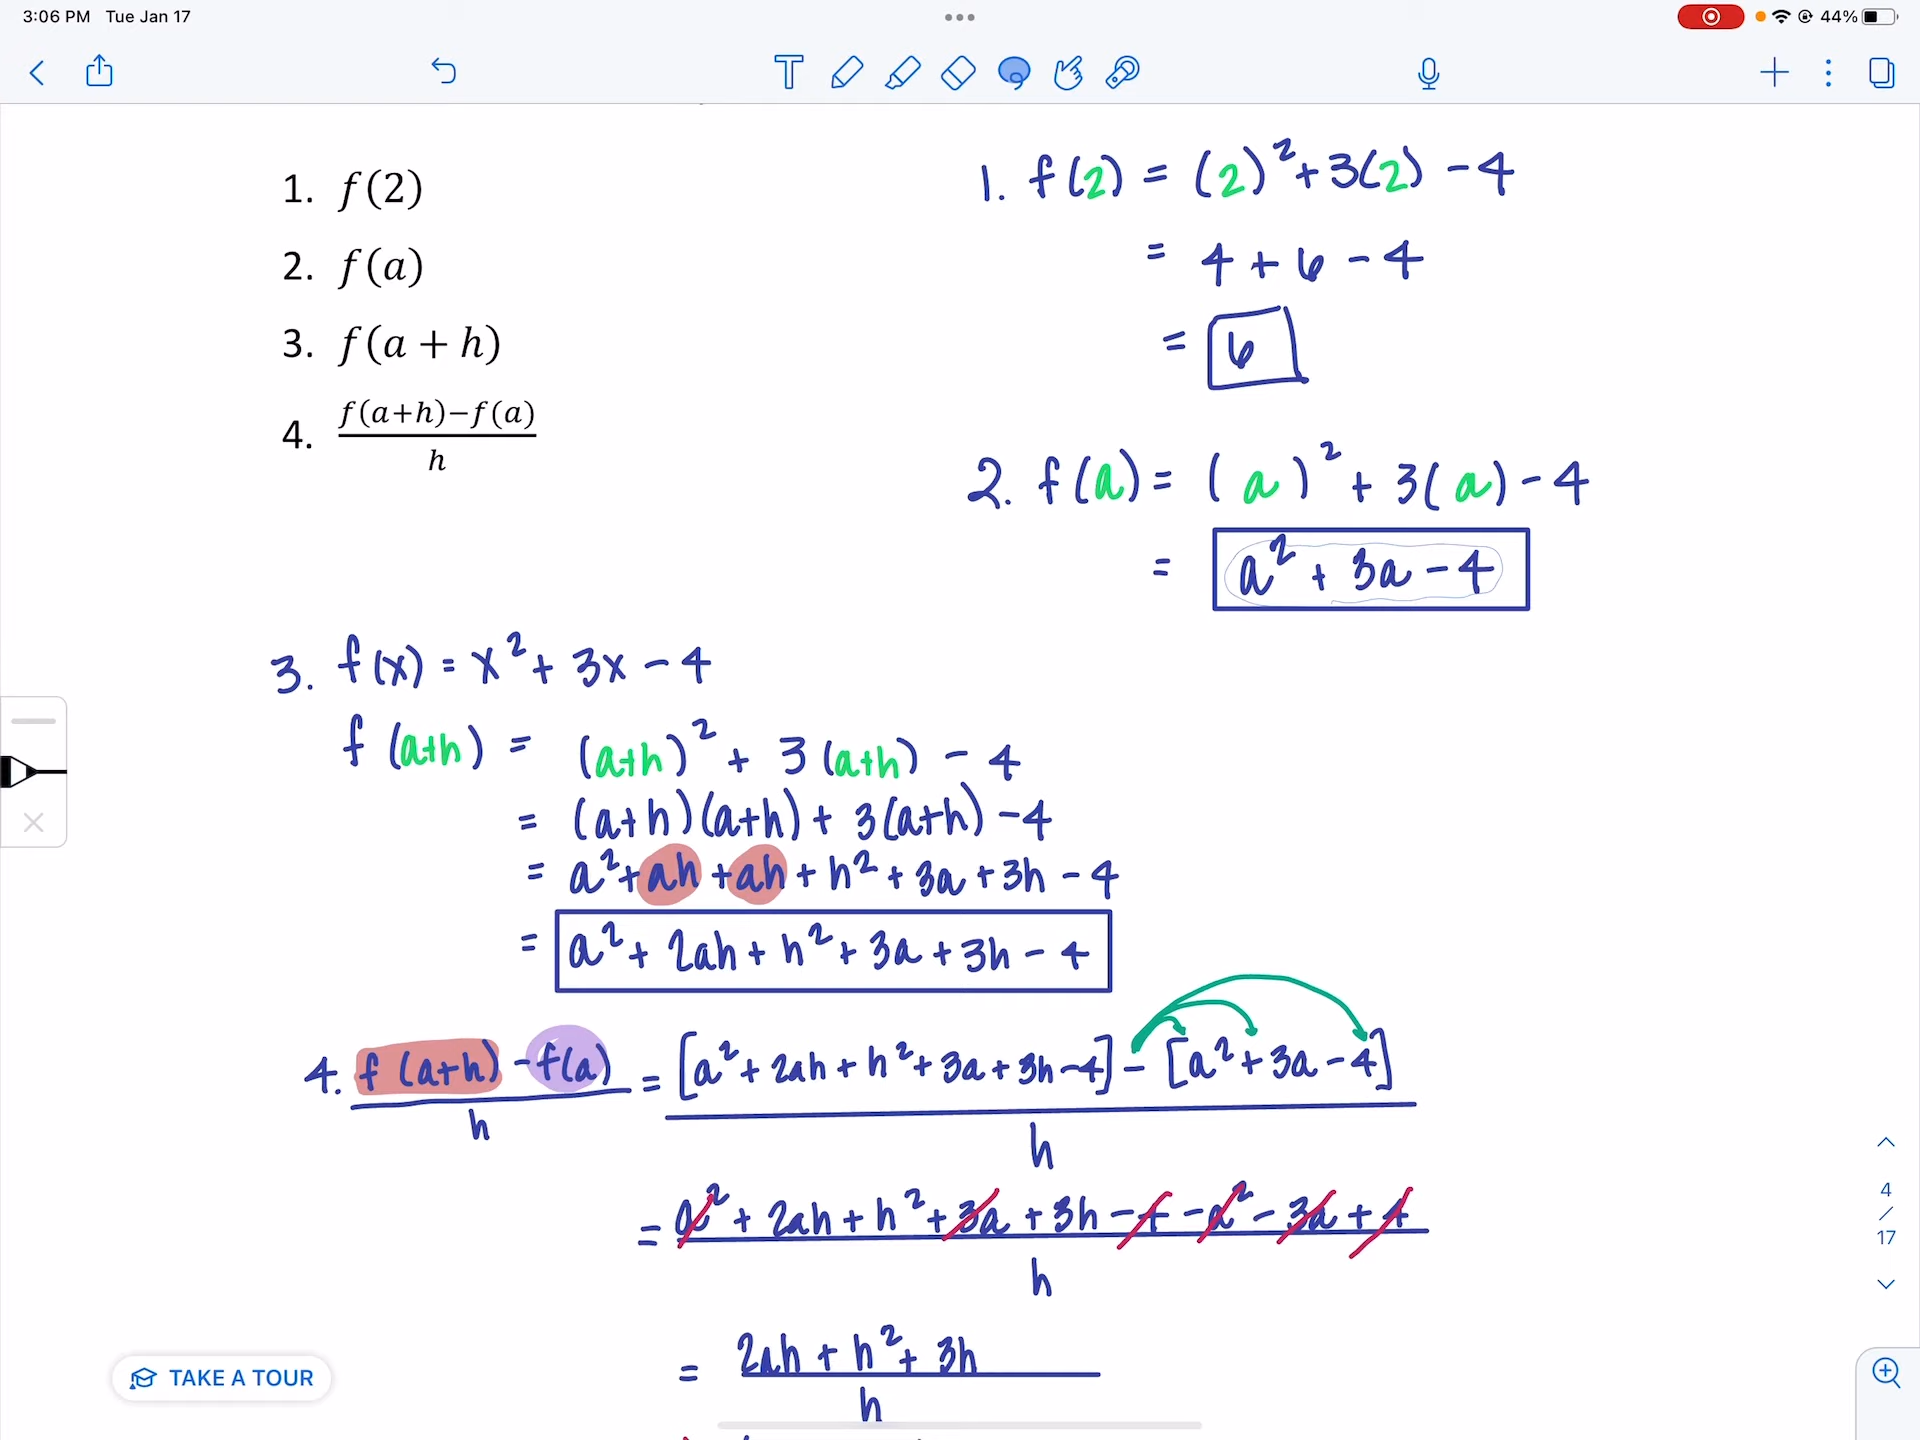 3:06 PM Tue Jan 17
44%
1. f(2)
2. f(a)
3. f(a + h)
4. f(a+h)−f(a)
h
1. f(2) = (2)² + 3(2) − 4
= 4 + 6 − 4
= 6
2. f(a) = (a)² + 3(a) − 4
= a² + 3a − 4
3. f(x) = x² + 3x − 4
f(a+h) = (a+h)² + 3(a+h) − 4
= (a+h)(a+h) + 3(a+h) − 4
= a² + ah + ah + h² + 3a + 3h − 4
= a² + 2ah + h² + 3a + 3h − 4
4. f(a+h) − f(a) = [a² + 2ah + h² + 3a + 3h − 4] − [a² + 3a − 4]
h h
= a² + 2ah + h² + 3a + 3h − 4 − a² − 3a + 4
h
= 2ah + h² + 3h
h
4
/
17
TAKE A TOUR